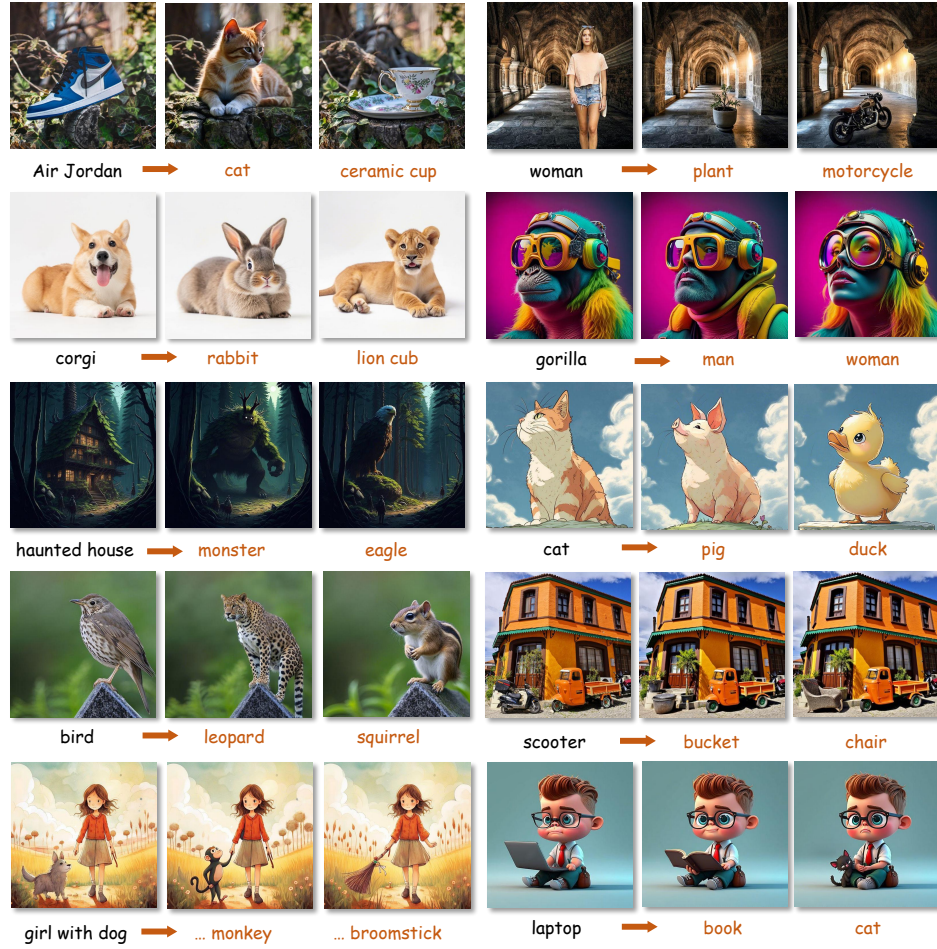 Air Jordan cat ceramic cup
woman plant motorcycle
corgi rabbit lion cub
gorilla man woman
haunted house monster eagle
cat pig duck
bird leopard squirrel
scooter bucket chair
girl with dog ... monkey ... broomstick
laptop book cat